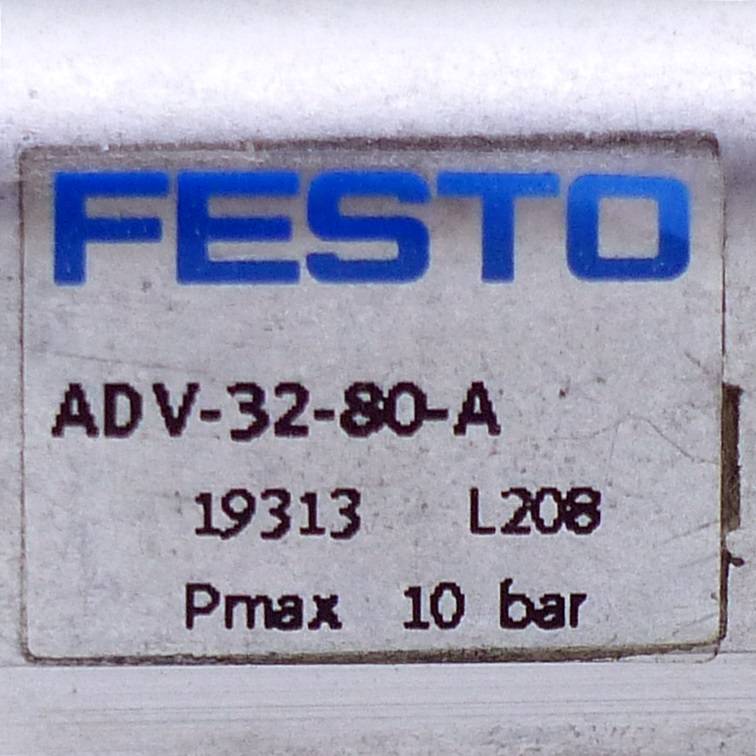 FESTO
ADV-32-80-A
19313 L208
Pmax 10 bar